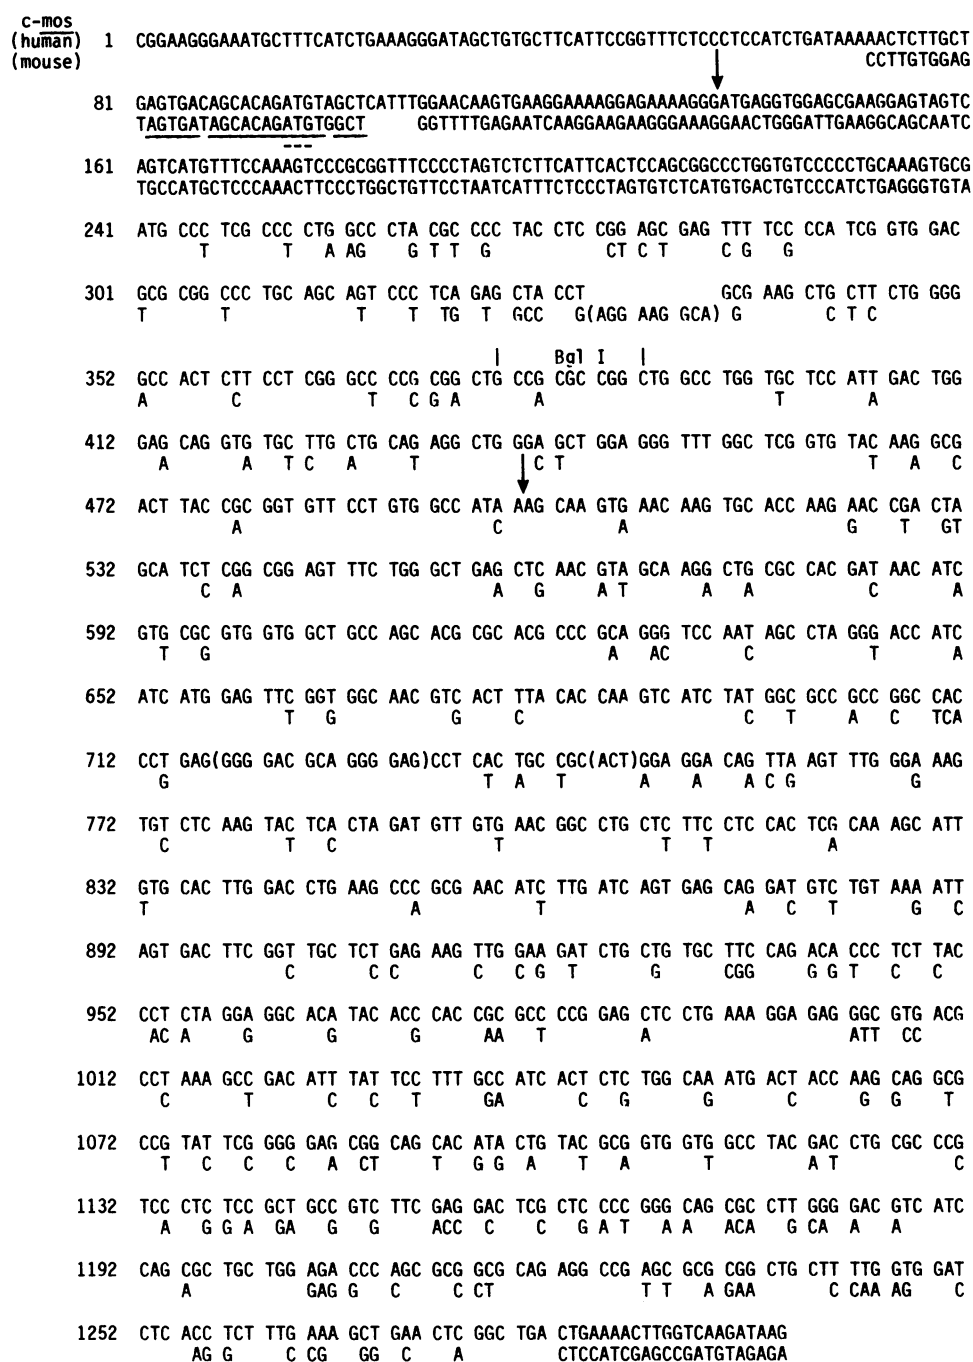 c-mos
(human) 1 CGGAAGGGAAATGCTTTCATCTGAAAGGGATAGCTGTGCTTCATTCCGGTTTCTCCCTCCATCTGATAAAAACTCTTGCT
(mouse) CCTTGTGGAG
81 GAGTGACAGCACAGATGTAGCTCATTTGGAACAAGTGAAGGAAAAGGAGAAAAGGGATGAGGTGGAGCGAAGGAGTAGTC
TAGTGATAGCACAGATGTGGCT GGTTTTGAGAATCAAGGAAGAAGGGAAAGGAACTGGGATTGAAGGCAGCAATC
161 AGTCATGTTTCCAAAGTCCCGCGGTTTCCCCTAGTCTCTTCATTCACTCCAGCGGCCCTGGTGTCCCCCTGCAAAGTGCG
TGCCATGCTCCCAAACTTCCCTGGCTGTTCCTAATCATTTCTCCCTAGTGTCTCATGTGACTGTCCCATCTGAGGGTGTA
241 ATG CCC TCG CCC CTG GCC CTA CGC CCC TAC CTC CGG AGC GAG TTT TCC CCA TCG GTG GAC
T T A AG G T T G CT C T C G G
301 GCG CGG CCC TGC AGC AGT CCC TCA GAG CTA CCT GCG AAG CTG CTT CTG GGG
T T T T TG T GCC G(AGG AAG GCA) G C T C
Bgl I
352 GCC ACT CTT CCT CGG GCC CCG CGG CTG CCG CGC CGG CTG GCC TGG TGC TCC ATT GAC TGG
A C T C G A A T A
412 GAG CAG GTG TGC TTG CTG CAG AGG CTG GGA GCT GGA GGG TTT GGC TCG GTG TAC AAG GCG
A A T C A T C T T A C
472 ACT TAC CGC GGT GTT CCT GTG GCC ATA AAG CAA GTG AAC AAG TGC ACC AAG AAC CGA CTA
A C A G T GT
532 GCA TCT CGG CGG AGT TTC TGG GCT GAG CTC AAC GTA GCA AGG CTG CGC CAC GAT AAC ATC
C A A G A T A A C A
592 GTG CGC GTG GTG GCT GCC AGC ACG CGC ACG CCC GCA GGG TCC AAT AGC CTA GGG ACC ATC
T G A AC C T A
652 ATC ATG GAG TTC GGT GGC AAC GTC ACT TTA CAC CAA GTC ATC TAT GGC GCC GCC GGC CAC
T G G C C T A C TCA
712 CCT GAG(GGG GAC GCA GGG GAG)CCT CAC TGC CGC(ACT)GGA GGA CAG TTA AGT TTG GGA AAG
G T A T A A A C G G
772 TGT CTC AAG TAC TCA CTA GAT GTT GTG AAC GGC CTG CTC TTC CTC CAC TCG CAA AGC ATT
C T C T T T A
832 GTG CAC TTG GAC CTG AAG CCC GCG AAC ATC TTG ATC AGT GAG CAG GAT GTC TGT AAA ATT
T A T A C T G C
892 AGT GAC TTC GGT TGC TCT GAG AAG TTG GAA GAT CTG CTG TGC TTC CAG ACA CCC TCT TAC
C C C C C G T G CGG G G T C C
952 CCT CTA GGA GGC ACA TAC ACC CAC CGC GCC CCG GAG CTC CTG AAA GGA GAG GGC GTG ACG
AC A G G G AA T A ATT CC
1012 CCT AAA GCC GAC ATT TAT TCC TTT GCC ATC ACT CTC TGG CAA ATG ACT ACC AAG CAG GCG
C T C C T GA C G G C G G T
1072 CCG TAT TCG GGG GAG CGG CAG CAC ATA CTG TAC GCG GTG GTG GCC TAC GAC CTG CGC CCG
T C C C A CT T G G A T A T A T C
1132 TCC CTC TCC GCT GCC GTC TTC GAG GAC TCG CTC CCC GGG CAG CGC CTT GGG GAC GTC ATC
A G G A GA G G ACC C C G A T A A ACA G CA A A
1192 CAG CGC TGC TGG AGA CCC AGC GCG GCG CAG AGG CCG AGC GCG CGG CTG CTT TTG GTG GAT
A GAG G C C CT T T A GAA C CAA AG C
1252 CTC ACC TCT TTG AAA GCT GAA CTC GGC TGA CTGAAAACTTGGTCAAGATAAG
AG G C CG GG C A CTCCATCGAGCCGATGTAGAGA